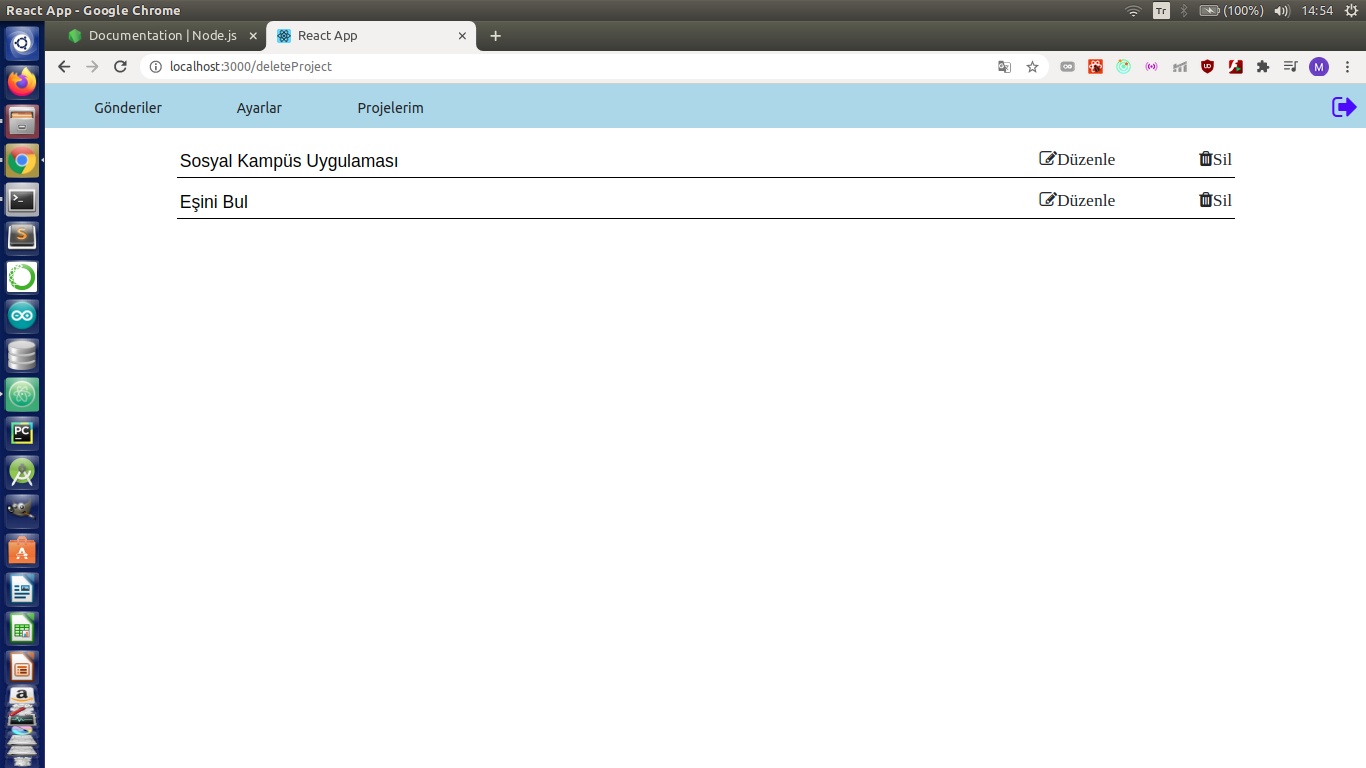 React App - Google Chrome
Tr
(100%)
14:54
Documentation | Node.js
React App
localhost:3000/deleteProject
M
Gönderiler Ayarlar Projelerim
Sosyal Kampüs Uygulaması Düzenle Sil
Eşini Bul Düzenle Sil